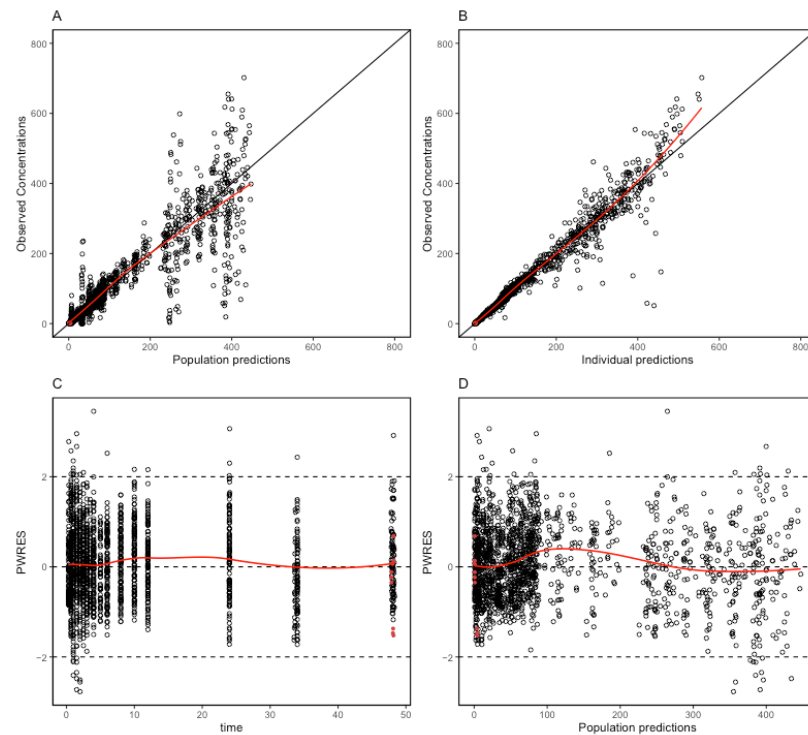 A
B
800
600
400
200
0
Observed Concentrations
0 200 400 600 800
Population predictions
800
600
400
200
0
Observed Concentrations
0 200 400 600 800
Individual predictions
C
D
2
0
−2
PWRES
0 10 20 30 40 50
time
2
0
−2
PWRES
0 100 200 300 400
Population predictions